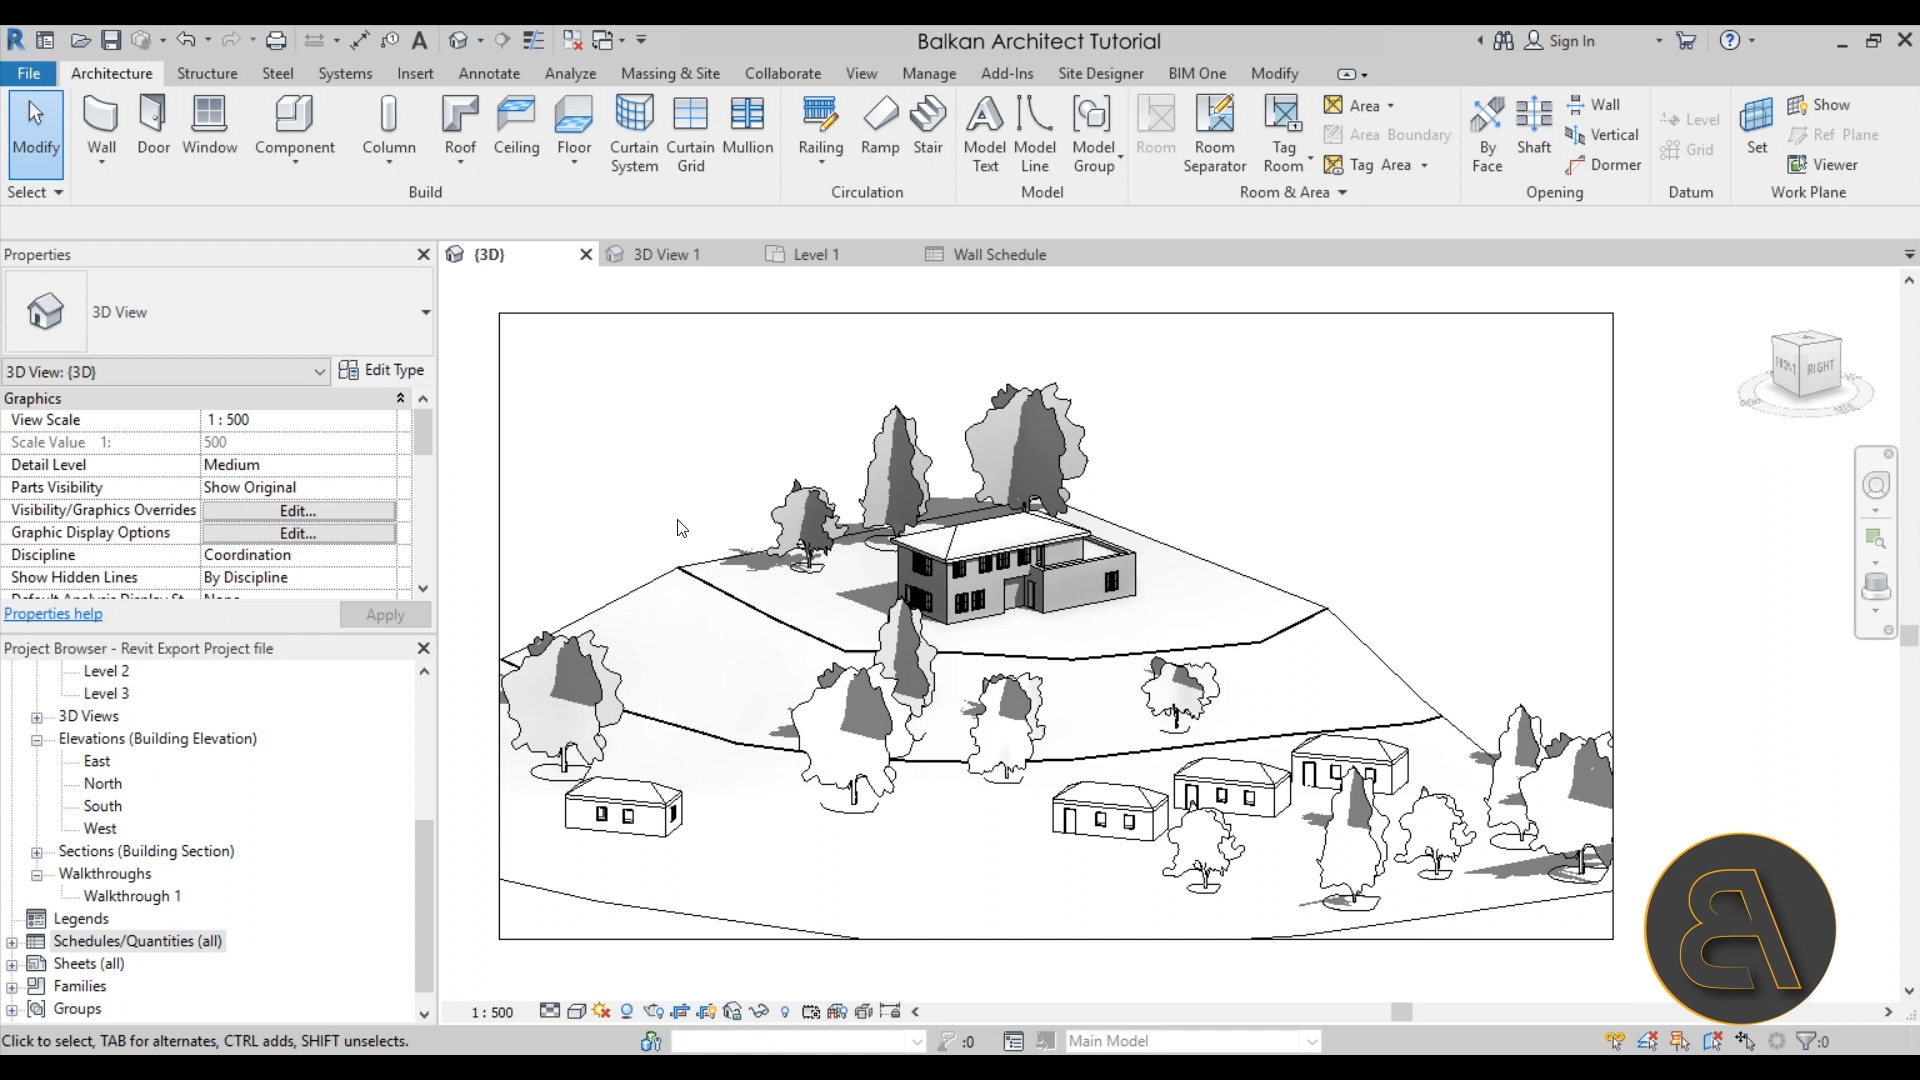 Balkan Architect Tutorial
Sign In
File Architecture Structure Steel Systems Insert Annotate Analyze Massing & Site Collaborate View Manage Add-Ins Site Designer BIM One Modify
Modify
Wall
Door
Window
Component
Column
Roof
Ceiling
Floor
Curtain System
Curtain Grid
Mullion
Railing
Ramp
Stair
Model Text
Model Line
Model Group
Room
Room Separator
Tag Room
Area
Area Boundary
Tag Area
By Face
Shaft
Wall
Vertical
Dormer
Level
Grid
Set
Show
Ref Plane
Viewer
Select Build Circulation Model Room & Area Opening Datum Work Plane
Properties
3D View
3D View: {3D} Edit Type
Graphics
View Scale 1 : 500
Scale Value 1: 500
Detail Level Medium
Parts Visibility Show Original
Visibility/Graphics Overrides Edit...
Graphic Display Options Edit...
Discipline Coordination
Show Hidden Lines By Discipline
Default Analysis Display St... None
Properties help Apply
Project Browser - Revit Export Project file
Level 2
Level 3
3D Views
Elevations (Building Elevation)
East
North
South
West
Sections (Building Section)
Walkthroughs
Walkthrough 1
Legends
Schedules/Quantities (all)
Sheets (all)
Families
Groups
{3D} 3D View 1 Level 1 Wall Schedule
FRONT RIGHT
1 : 500
Click to select, TAB for alternates, CTRL adds, SHIFT unselects.
:0
Main Model
:0